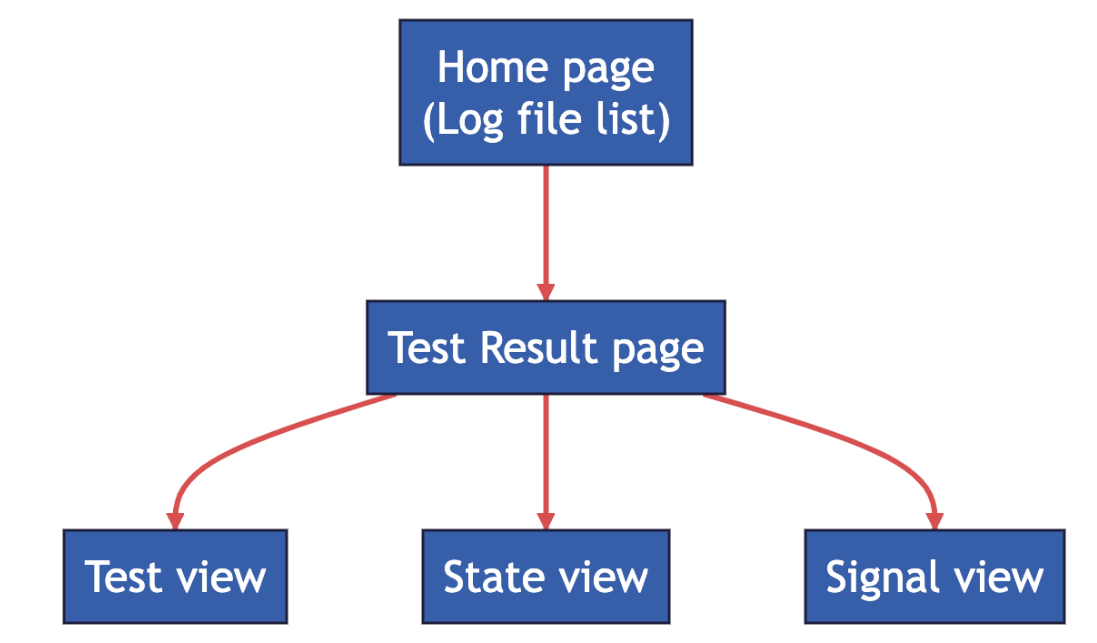 Home page
(Log file list)
Test Result page
Test view
State view
Signal view